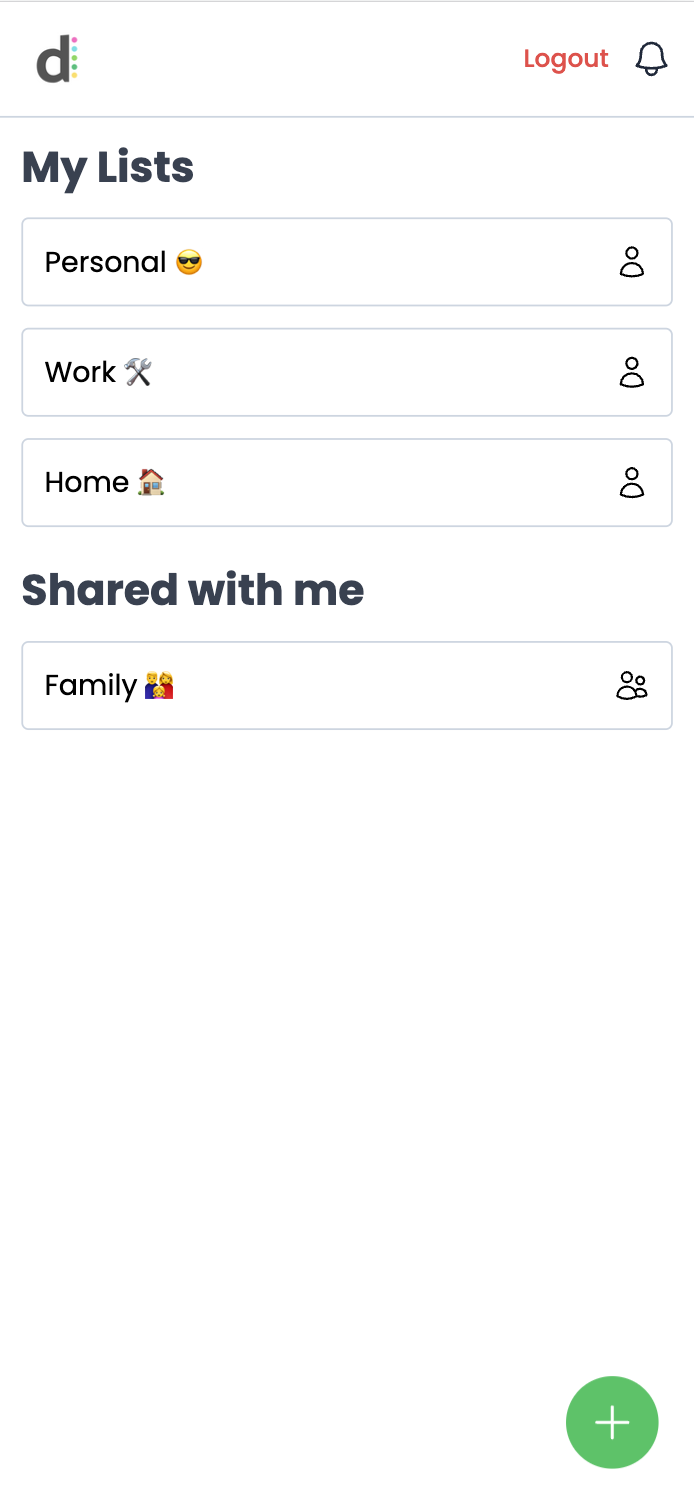 d
Logout
My Lists
Personal 😎
Work 🛠️
Home 🏠
Shared with me
Family 👨‍👩‍👧